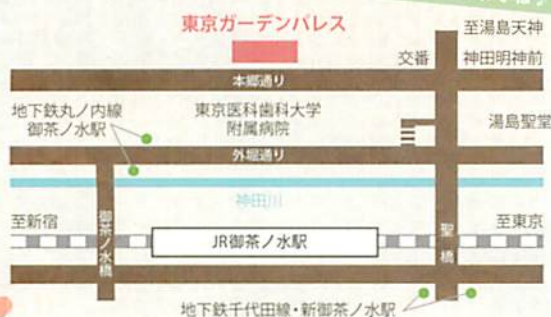 東京ガーデンパレス
至湯島天神
交番
神田明神前
本郷通り
地下鉄丸ノ内線
御茶ノ水駅
東京医科歯科大学
附属病院
湯島聖堂
外堀通り
神田川
至新宿
御茶ノ水橋
JR御茶ノ水駅
聖橋
至東京
地下鉄千代田線・新御茶ノ水駅